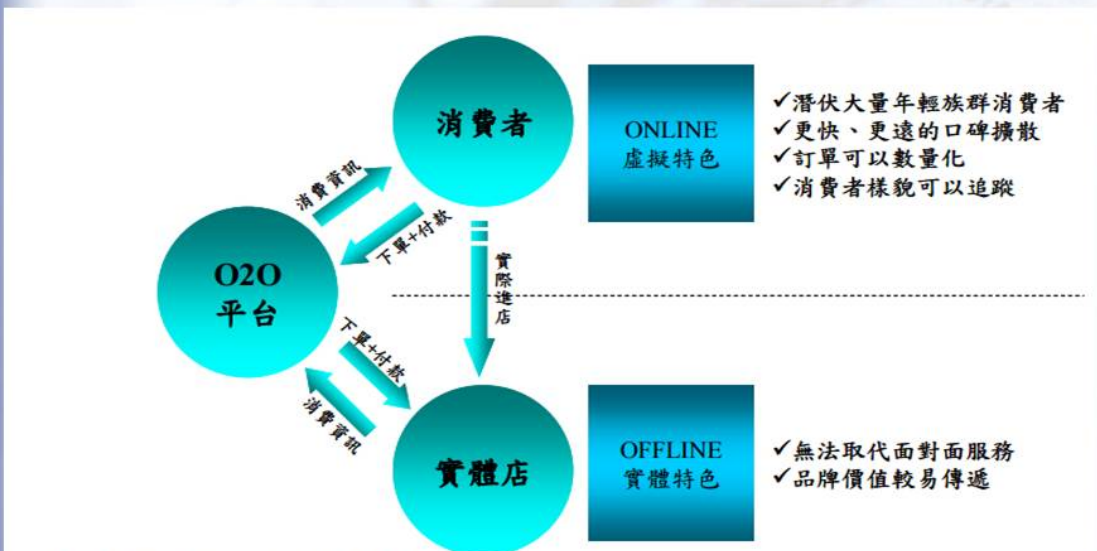 消費者
ONLINE
虛擬特色
✓潛伏大量年輕族群消費者
✓更快、更遠的口碑擴散
✓訂單可以數量化
✓消費者樣貌可以追蹤
消費資訊
下單+付款
O2O
平台
實際進店
下單+付款
消費資訊
實體店
OFFLINE
實體特色
✓無法取代面對面服務
✓品牌價值較易傳遞